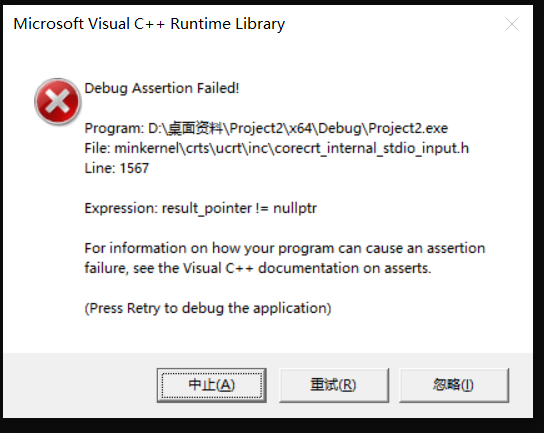 Microsoft Visual C++ Runtime Library
Debug Assertion Failed!
Program: D:\桌面资料\Project2\x64\Debug\Project2.exe
File: minkernel\crts\ucrt\inc\corecrt_internal_stdio_input.h
Line: 1567
Expression: result_pointer != nullptr
For information on how your program can cause an assertion
failure, see the Visual C++ documentation on asserts.
(Press Retry to debug the application)
中止(A)
重试(R)
忽略(I)